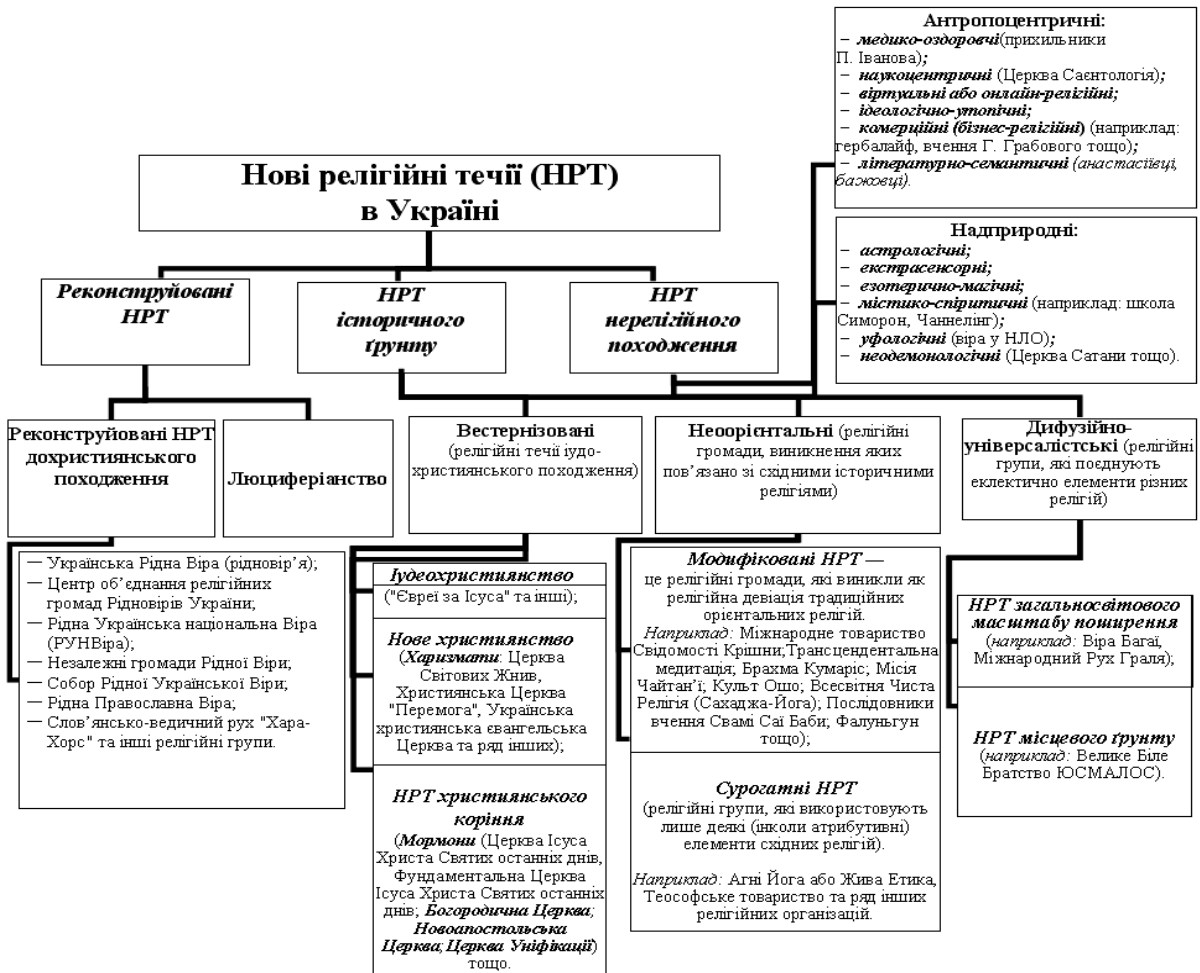 Нові релігійні течії (НРТ)
в Україні
Антропоцентричні:
– медико-оздоровчі(прихильники
П. Іванова);
– наукоцентричні (Церква Саєнтологія);
– віртуальні або онлайн-релігійні;
– ідеологічно-утопічні;
– комерційні (бізнес-релігійні) (наприклад:
гербалайф, вчення Г. Грабового тощо);
– літературно-семантичні (анастасіївці,
бажовці).
Надприродні:
– астрологічні;
– екстрасенсорні;
– езотерично-магічні;
– містико-спіритичні (наприклад: школа
Симорон, Чаннелінг);
– уфологічні (віра у НЛО);
– неодемонологічні (Церква Сатани тощо).
Реконструйовані
НРТ
НРТ
історичного
ґрунту
НРТ
нерелігійного
походження
Реконструйовані НРТ
дохристиянського
походження
Люциферіанство
Вестернізовані
(релігійні течії іудо-
християнського походження)
Неоорієнтальні (релігійні
громади, виникнення яких
пов’язано зі східними історичними
релігіями)
Дифузійно-
універсалістські (релігійні
групи, які поєднують
еклектично елементи різних
релігій)
— Українська Рідна Віра (рідновір’я);
— Центр об’єднання релігійних
громад Рідновірів України;
— Рідна Українська національна Віра
(РУНВіра);
— Незалежні громади Рідної Віри;
— Собор Рідної Української Віри;
— Рідна Православна Віра;
— Слов’янсько-ведичний рух "Хара-
Хорс" та інші релігійні групи.
Іудеохристиянство
("Євреї за Ісуса" та інші);
Нове християнство
(Харизмати: Церква
Світових Жнив,
Християнська Церква
"Перемога", Українська
християнська євангельська
Церква та ряд інших);
НРТ християнського
коріння
(Мормони (Церква Ісуса
Христа Святих останніх днів,
Фундаментальна Церква
Ісуса Христа Святих останніх
днів; Богородична Церква;
Новоапостольська
Церква; Церква Уніфікації)
тощо.
Модифіковані НРТ —
це релігійні громади, які виникли як
релігійна девіація традиційних
орієнтальних релігій.
Наприклад: Міжнародне товариство
Свідомості Крішни;Трансцендентальна
медитація; Брахма Кумаріс; Місія
Чайтан’ї; Культ Ошо; Всесвітня Чиста
Релігія (Сахаджа-Йога); Послідовники
вчення Свамі Саї Баби; Фалуньгун
тощо);
Сурогатні НРТ
(релігійні групи, які використовують
лише деякі (інколи атрибутивні)
елементи східних релігій).
Наприклад: Агні Йога або Жива Етика,
Теософське товариство та ряд інших
релігійних організацій.
НРТ загальносвітового
масштабу поширення
(наприклад: Віра Багаї,
Міжнародний Рух Граля);
НРТ місцевого ґрунту
(наприклад: Велике Біле
Братство ЮСМАЛОС).